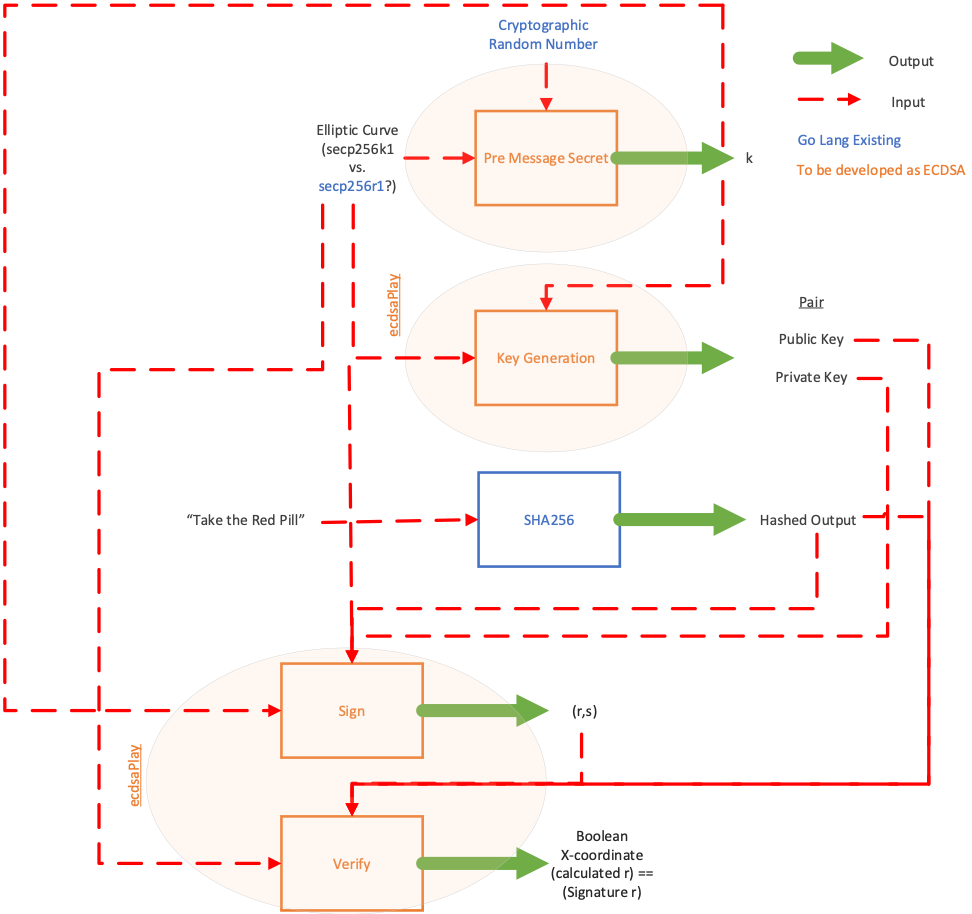 Cryptographic
Random Number
Output
Input
Go Lang Existing
To be developed as ECDSA
Elliptic Curve
(secp256k1
vs.
secp256r1?)
Pre Message Secret
k
ecdsaPlay
Key Generation
Pair
Public Key
Private Key
“Take the Red Pill”
SHA256
Hashed Output
Sign
(r,s)
ecdsaPlay
Verify
Boolean
X-coordinate
(calculated r) ==
(Signature r)